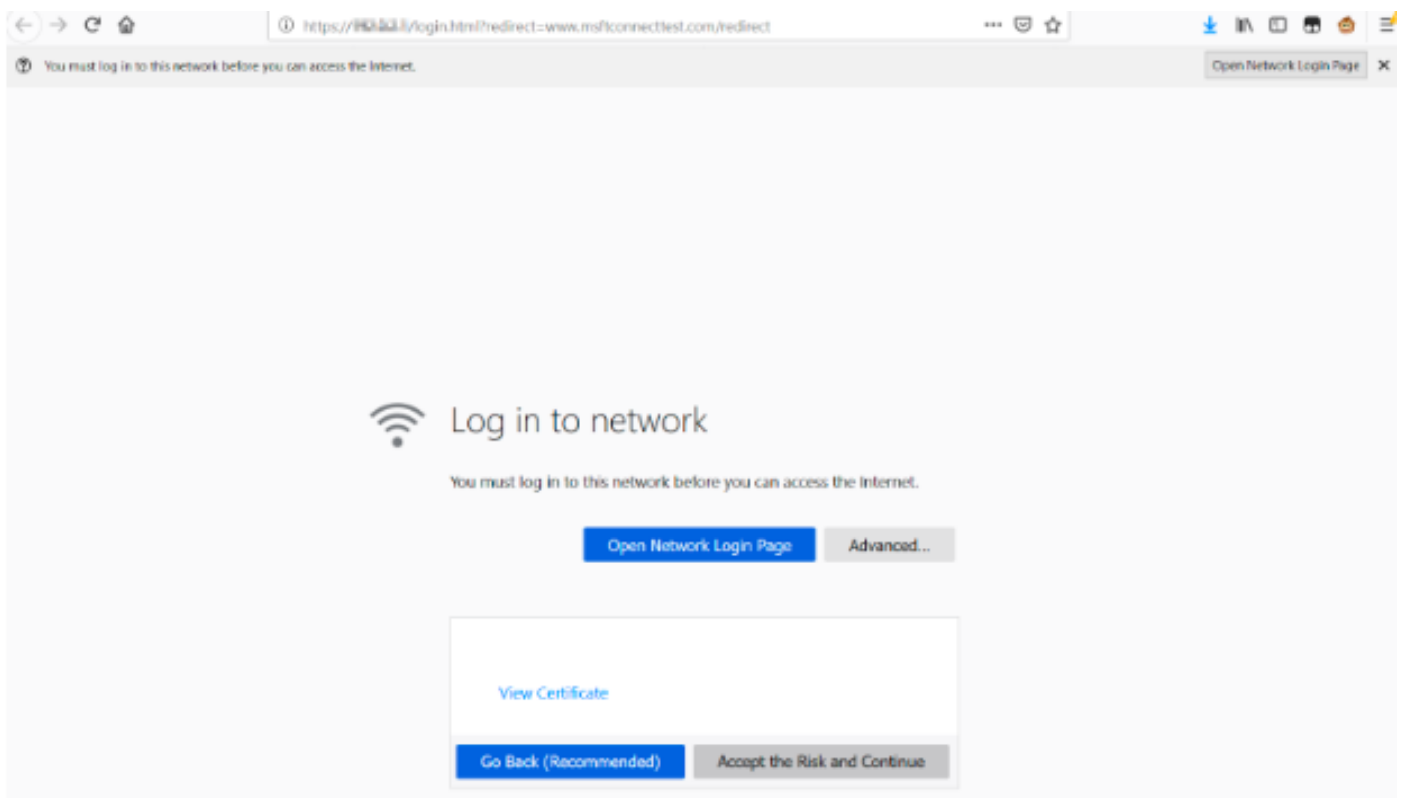 https:// /login.html?redirect=www.msftconnecttest.com/redirect
You must log in to this network before you can access the Internet.
Open Network Login Page
Log in to network
You must log in to this network before you can access the Internet.
Open Network Login Page
Advanced...
View Certificate
Go Back (Recommended)
Accept the Risk and Continue